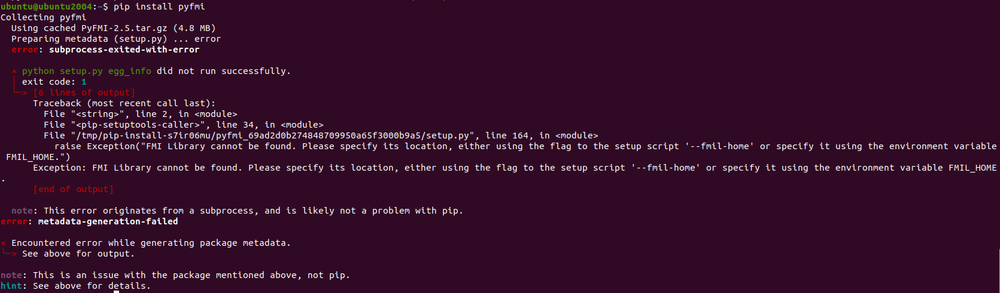 ubuntu@ubuntu2004:~$ pip install pyfmi
Collecting pyfmi
  Using cached PyFMI-2.5.tar.gz (4.8 MB)
  Preparing metadata (setup.py) ... error
  error: subprocess-exited-with-error

  × python setup.py egg_info did not run successfully.
  │ exit code: 1
  ╰─> [6 lines of output]
      Traceback (most recent call last):
        File "<string>", line 2, in <module>
        File "<pip-setuptools-caller>", line 34, in <module>
        File "/tmp/pip-install-s7ir06mu/pyfmi_69ad2d0b274848709950a65f3000b9a5/setup.py", line 164, in <module>
          raise Exception("FMI Library cannot be found. Please specify its location, either using the flag to the setup script '--fmil-home' or specify it using the environment variable
 FMIL_HOME.")
      Exception: FMI Library cannot be found. Please specify its location, either using the flag to the setup script '--fmil-home' or specify it using the environment variable FMIL_HOME
.
      [end of output]

  note: This error originates from a subprocess, and is likely not a problem with pip.
error: metadata-generation-failed

× Encountered error while generating package metadata.
╰─> See above for output.

note: This is an issue with the package mentioned above, not pip.
hint: See above for details.